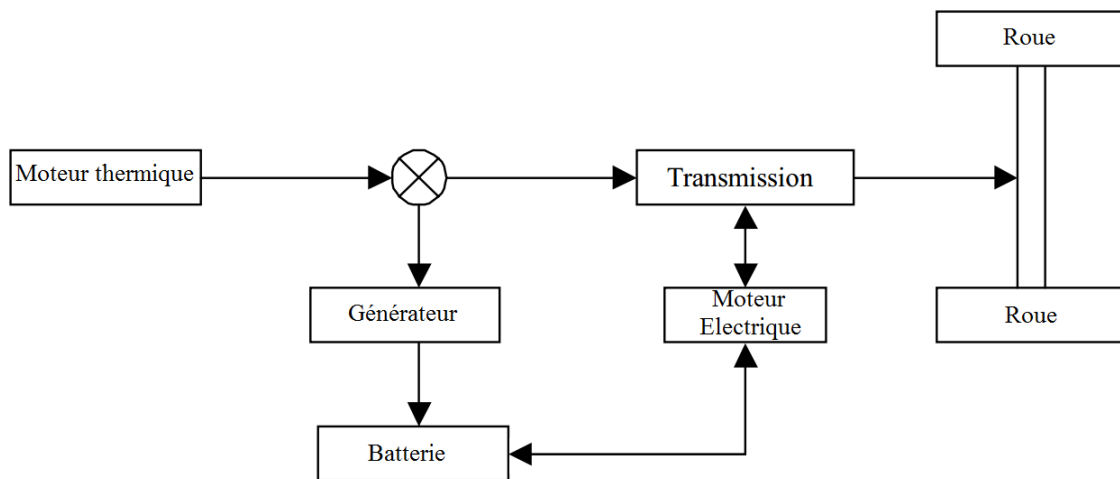 Roue
Moteur thermique
Transmission
Générateur
Moteur
Electrique
Roue
Batterie